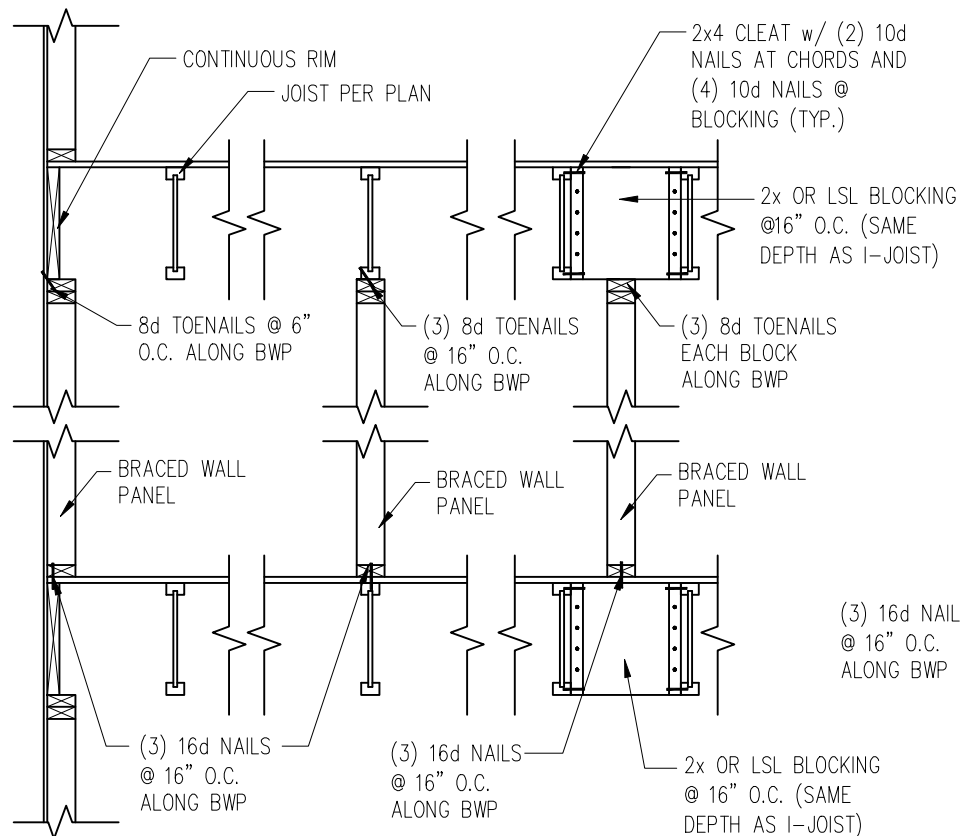 CONTINUOUS RIM
JOIST PER PLAN
2x4 CLEAT w/ (2) 10d
NAILS AT CHORDS AND
(4) 10d NAILS @
BLOCKING (TYP.)
2x OR LSL BLOCKING
@16" O.C. (SAME
DEPTH AS I-JOIST)
8d TOENAILS @ 6"
O.C. ALONG BWP
(3) 8d TOENAILS
@ 16" O.C.
ALONG BWP
(3) 8d TOENAILS
EACH BLOCK
ALONG BWP
BRACED WALL
PANEL
BRACED WALL
PANEL
BRACED WALL
PANEL
(3) 16d NAIL
@ 16" O.C.
ALONG BWP
(3) 16d NAILS
@ 16" O.C.
ALONG BWP
(3) 16d NAILS
@ 16" O.C.
ALONG BWP
2x OR LSL BLOCKING
@ 16" O.C. (SAME
DEPTH AS I-JOIST)